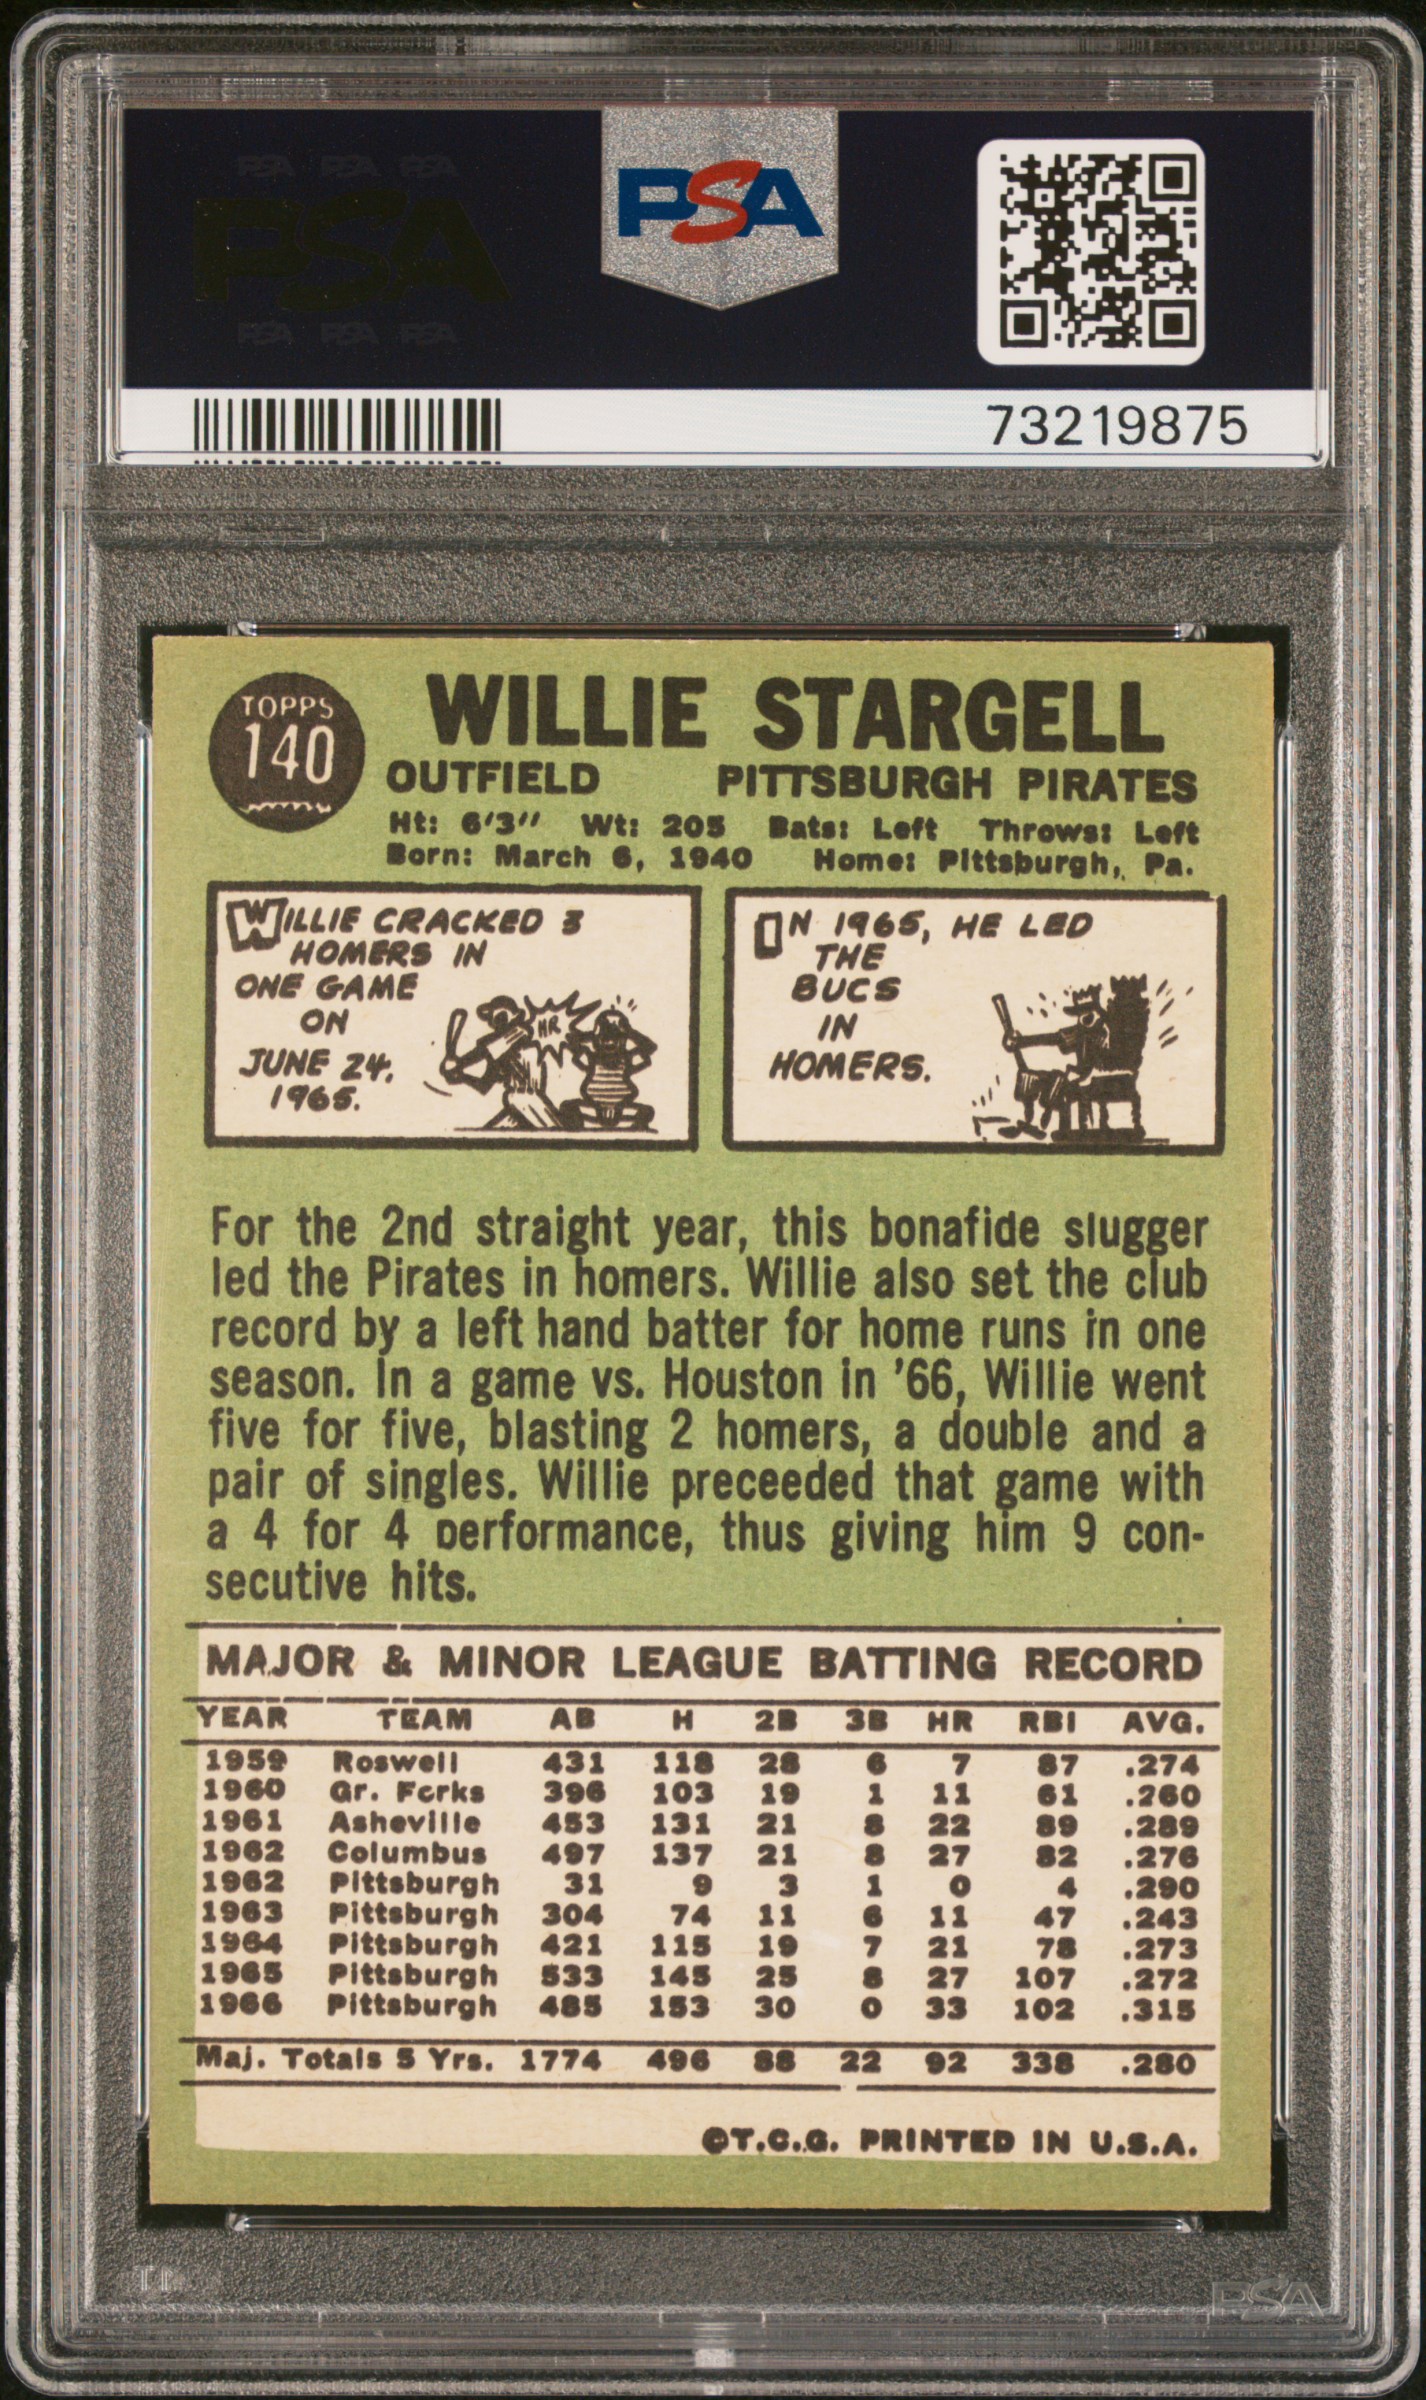 PSA PSA PSA
PSA
PSA PSA PSA
PSA
73219875
TOPPS
140
WILLIE STARGELL
OUTFIELD PITTSBURGH PIRATES
Ht: 6'3" Wt: 205 Bats: Left Throws: Left
Born: March 6, 1940 Home: Pittsburgh, Pa.
WILLIE CRACKED 3
HOMERS IN
ONE GAME
ON
JUNE 24,
1965.
HR
IN 1965, HE LED
THE
BUCS
IN
HOMERS.
For the 2nd straight year, this bonafide slugger
led the Pirates in homers. Willie also set the club
record by a left hand batter for home runs in one
season. In a game vs. Houston in '66, Willie went
five for five, blasting 2 homers, a double and a
pair of singles. Willie preceeded that game with
a 4 for 4 performance, thus giving him 9 con-
secutive hits.
MAJOR & MINOR LEAGUE BATTING RECORD
YEAR TEAM AB H 2B 3B HR RBI AVG.
1959 Roswell 431 118 28 6 7 87 .274
1960 Gr. Forks 396 103 19 1 11 61 .260
1961 Asheville 453 131 21 8 22 89 .289
1962 Columbus 497 137 21 8 27 82 .276
1962 Pittsburgh 31 9 3 1 0 4 .290
1963 Pittsburgh 304 74 11 6 11 47 .243
1964 Pittsburgh 421 115 19 7 21 78 .273
1965 Pittsburgh 533 145 25 8 27 107 .272
1966 Pittsburgh 485 153 30 0 33 102 .315
Maj. Totals 5 Yrs. 1774 496 88 22 92 338 .280
©T.C.G. PRINTED IN U.S.A.
PSA